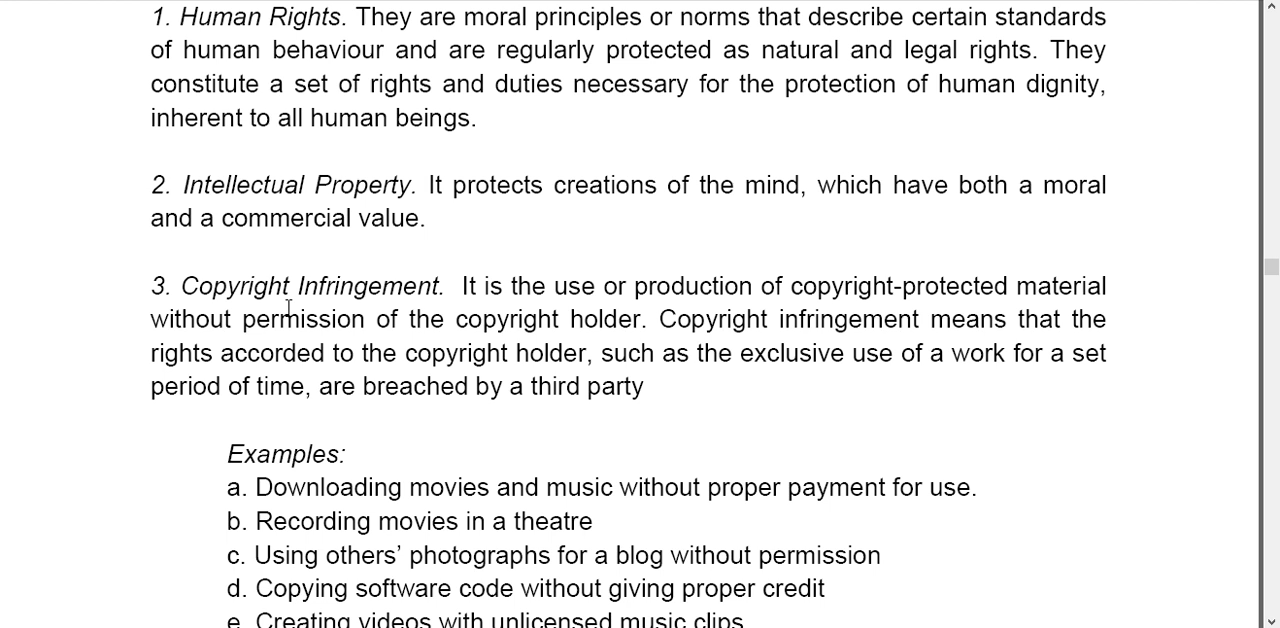 1. Human Rights. They are moral principles or norms that describe certain standards
of human behaviour and are regularly protected as natural and legal rights. They
constitute a set of rights and duties necessary for the protection of human dignity,
inherent to all human beings.
2. Intellectual Property. It protects creations of the mind, which have both a moral
and a commercial value.
3. Copyright Infringement.  It is the use or production of copyright-protected material
without permission of the copyright holder. Copyright infringement means that the
rights accorded to the copyright holder, such as the exclusive use of a work for a set
period of time, are breached by a third party
Examples:
a. Downloading movies and music without proper payment for use.
b. Recording movies in a theatre
c. Using others’ photographs for a blog without permission
d. Copying software code without giving proper credit
e. Creating videos with unlicensed music clips